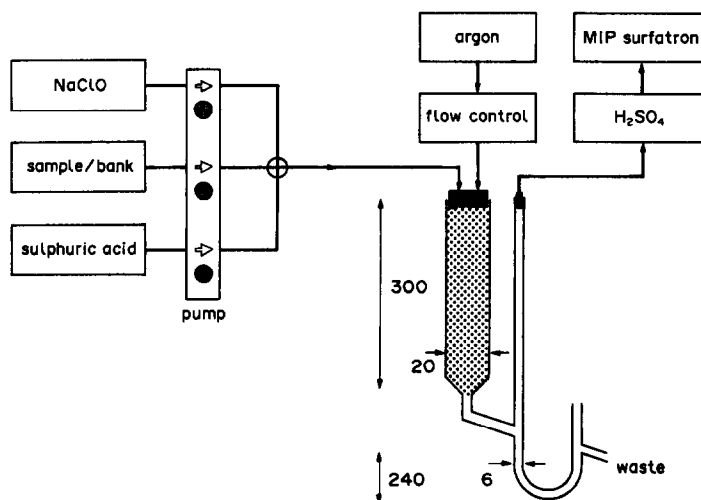 argon
MIP surfatron
NaClO
flow control
H₂SO₄
sample/bank
sulphuric acid
300
pump
20
240
6
waste